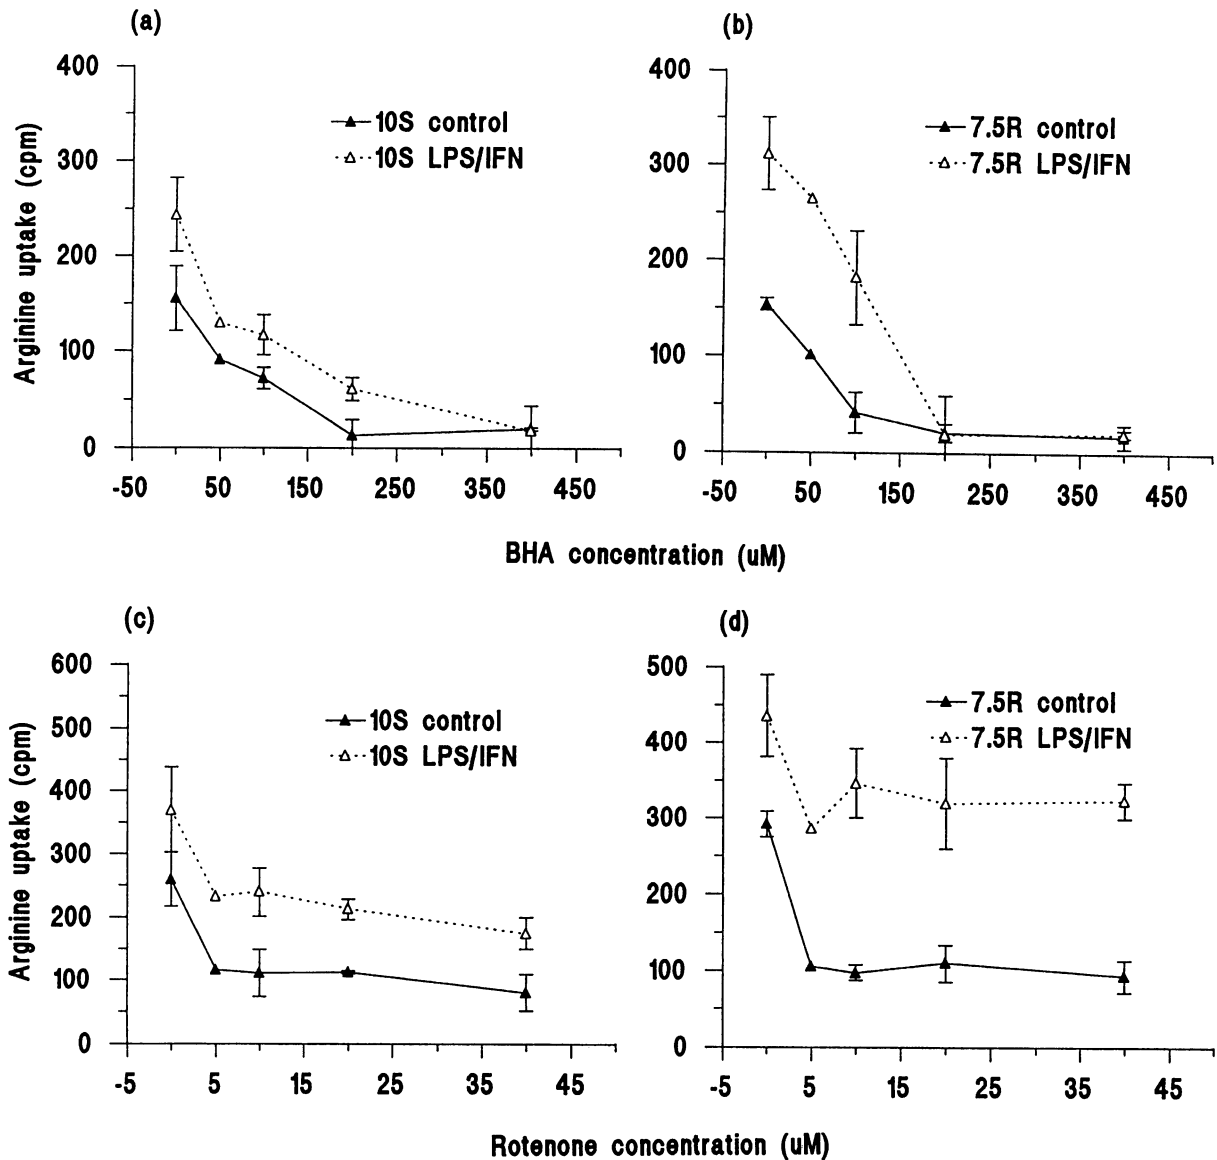 (a)
(b)
400
300
200
100
0
Arginine uptake (cpm)
10S control
10S LPS/IFN
-50 50 150 250 350 450
400
300
200
100
0
7.5R control
7.5R LPS/IFN
-50 50 150 250 350 450
BHA concentration (uM)
(c)
(d)
600
500
400
300
200
100
0
Arginine uptake (cpm)
10S control
10S LPS/IFN
-5 5 15 25 35 45
500
400
300
200
100
0
7.5R control
7.5R LPS/IFN
-5 5 15 25 35 45
Rotenone concentration (uM)